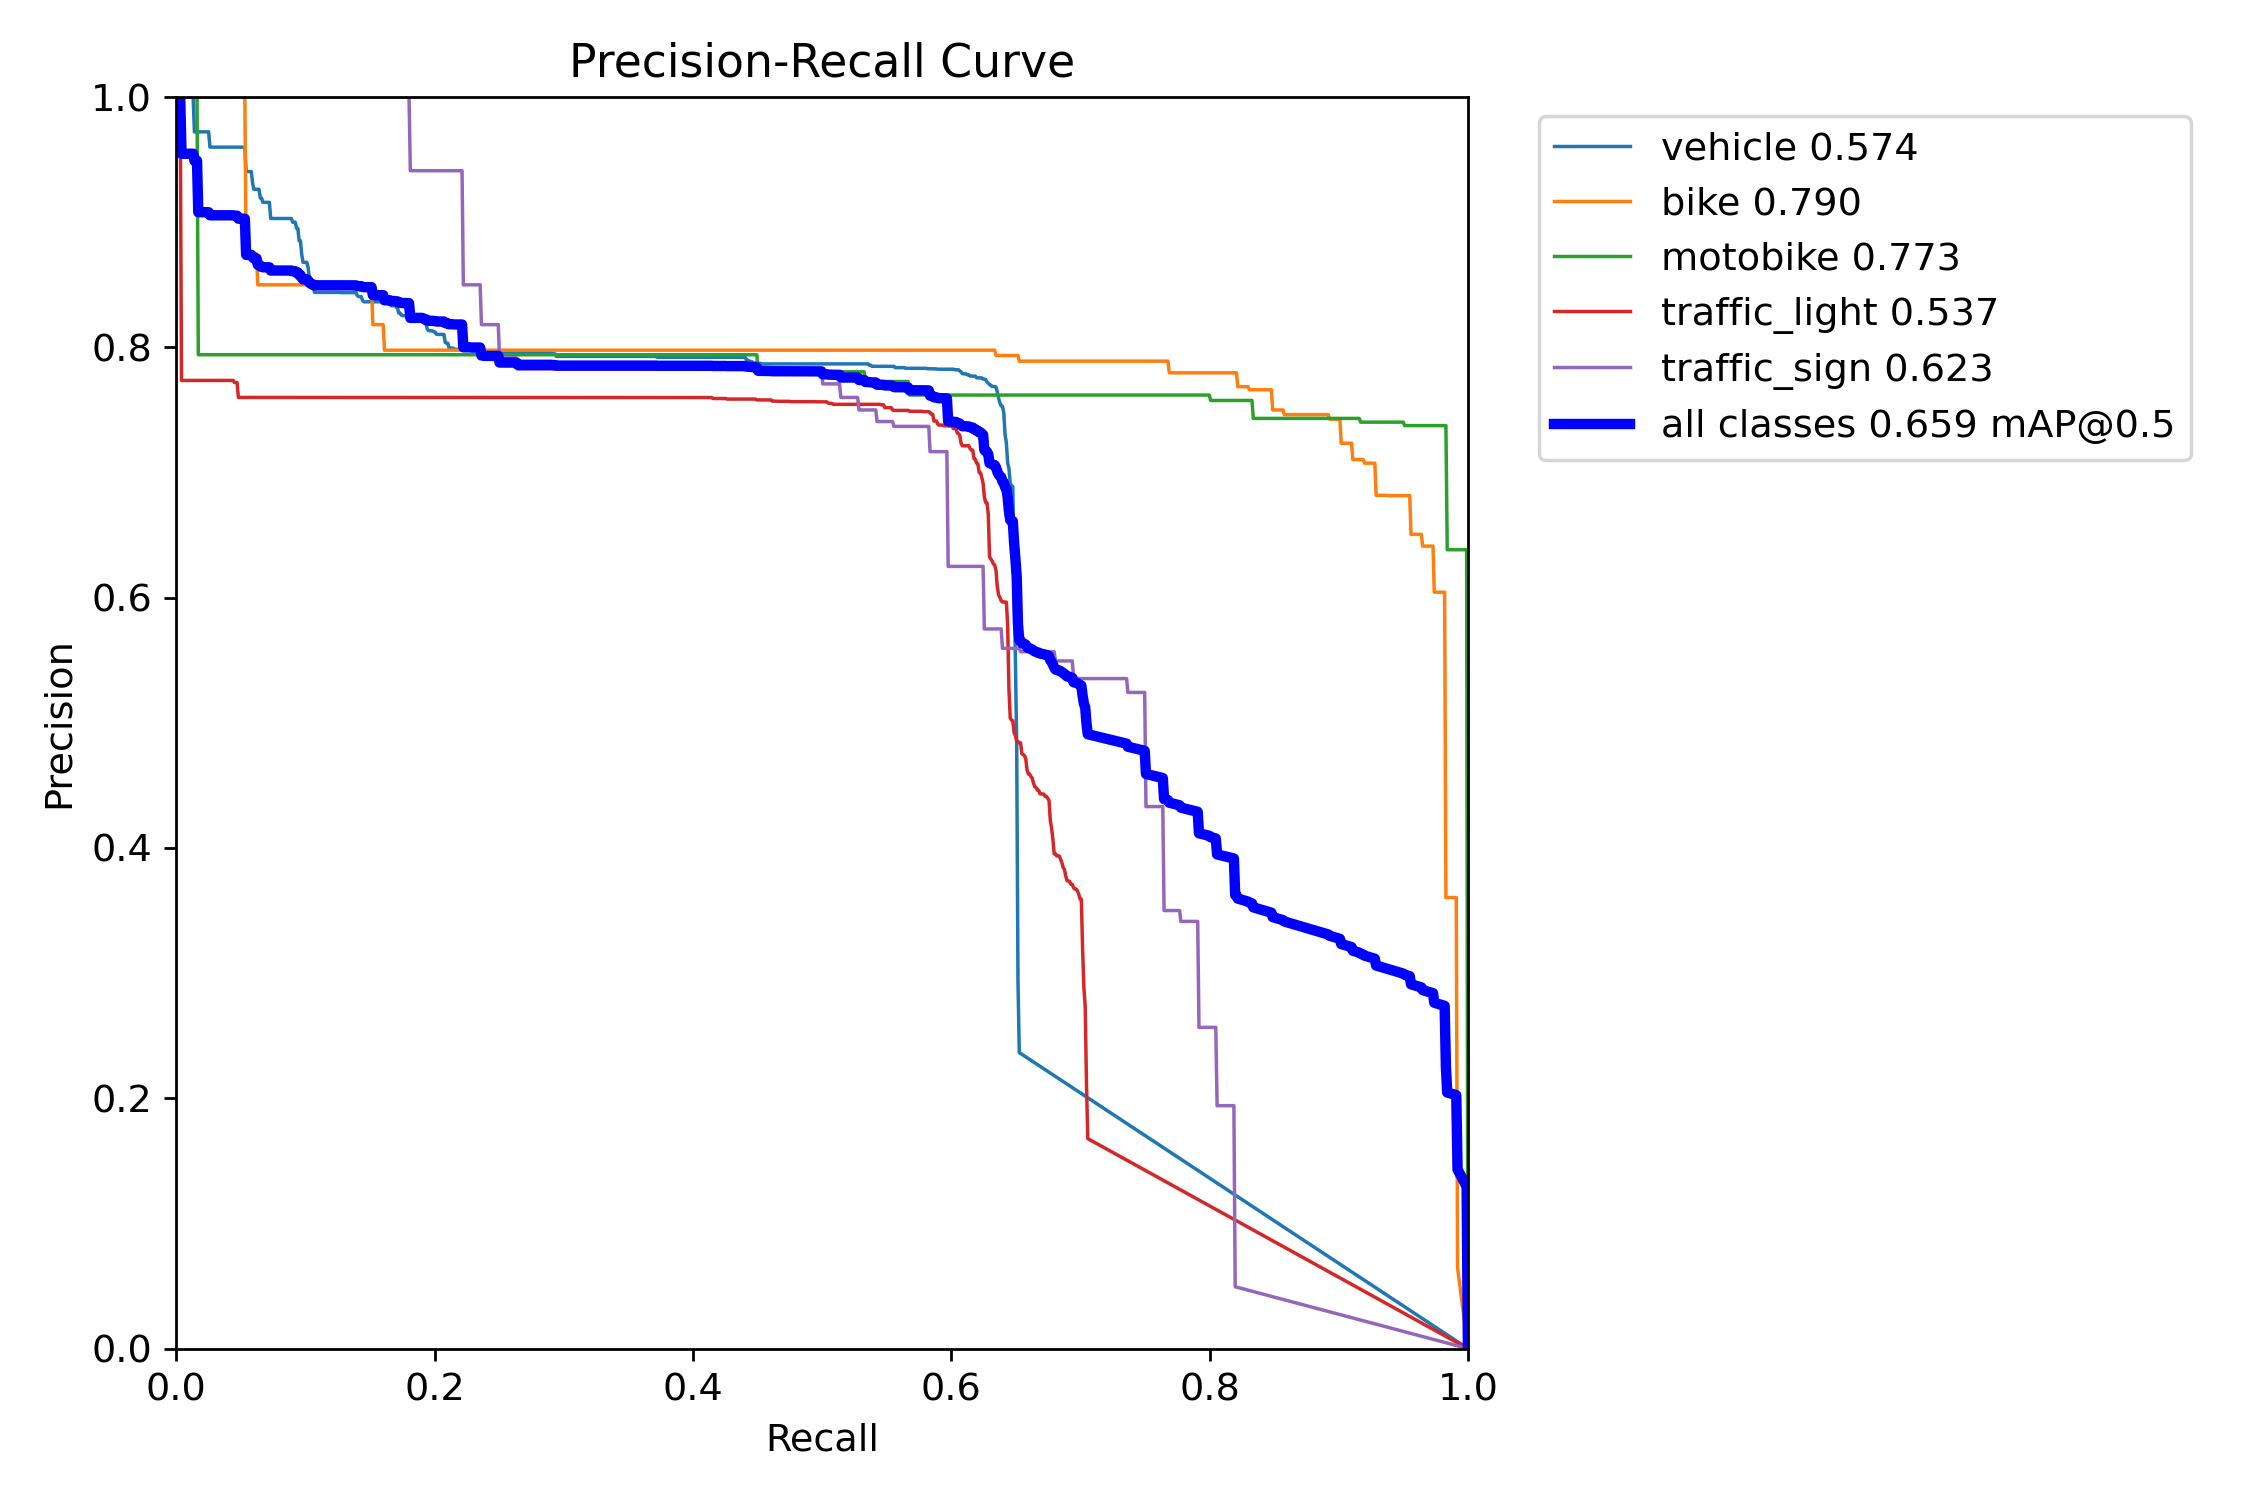 Precision-Recall Curve
1.0
0.8
0.6
0.4
0.2
0.0
Precision
0.0 0.2 0.4 0.6 0.8 1.0
Recall
vehicle 0.574
bike 0.790
motobike 0.773
traffic_light 0.537
traffic_sign 0.623
all classes 0.659 mAP@0.5